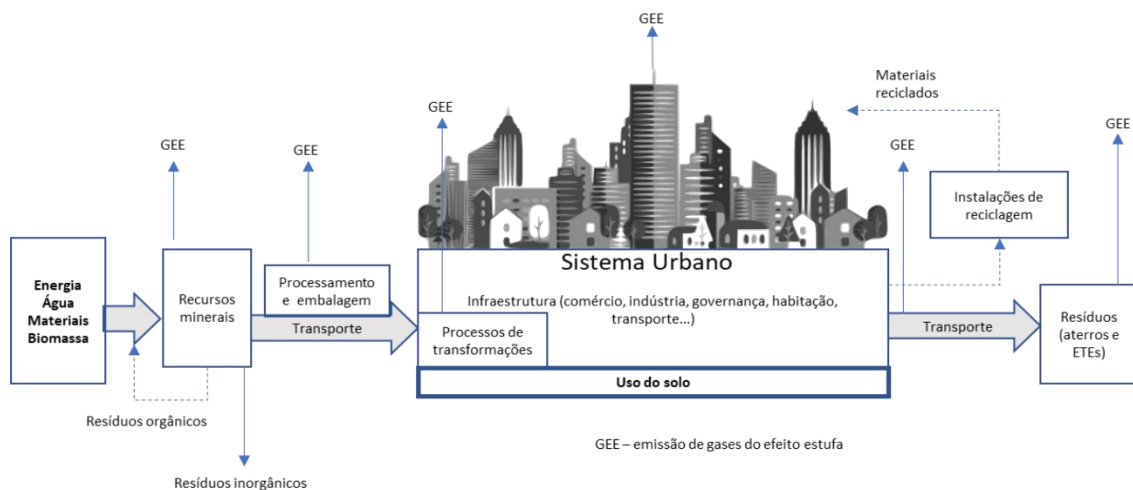 GEE
Materiais
reciclados
GEE
GEE
GEE
GEE
GEE
Instalações de
reciclagem
Energia
Água
Materiais
Biomassa
Recursos
minerais
Processamento
e embalagem
Transporte
Sistema Urbano
Infraestrutura (comércio, indústria, governança, habitação,
transporte...)
Processos de
transformações
Uso do solo
Transporte
Resíduos
(aterros e
ETEs)
Resíduos orgânicos
Resíduos inorgânicos
GEE – emissão de gases do efeito estufa